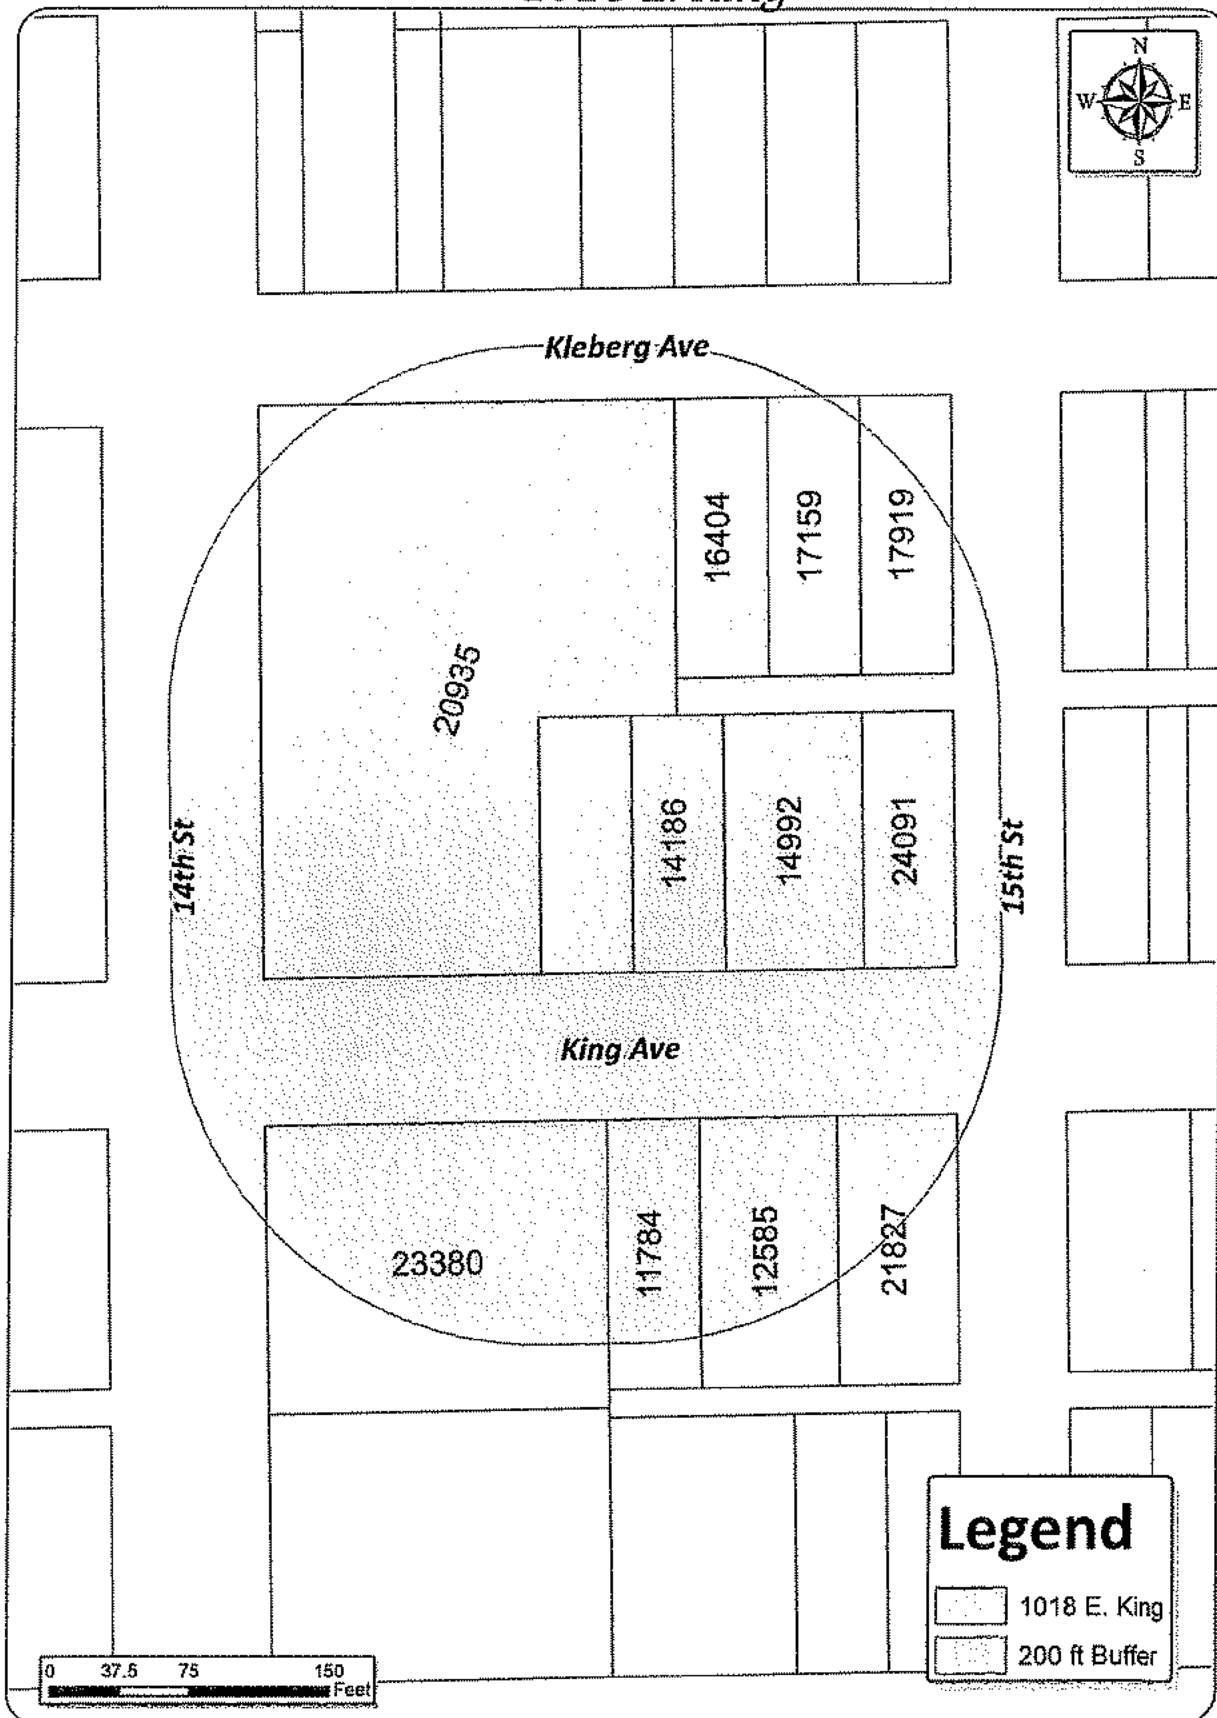 N
W E
S
Kleberg Ave
16404
17159
17919
20935
14186
14992
24091
14th St
15th St
King Ave
23380
11784
12585
21827
Legend
1018 E. King
200 ft Buffer
0 37.5 75 150
Feet